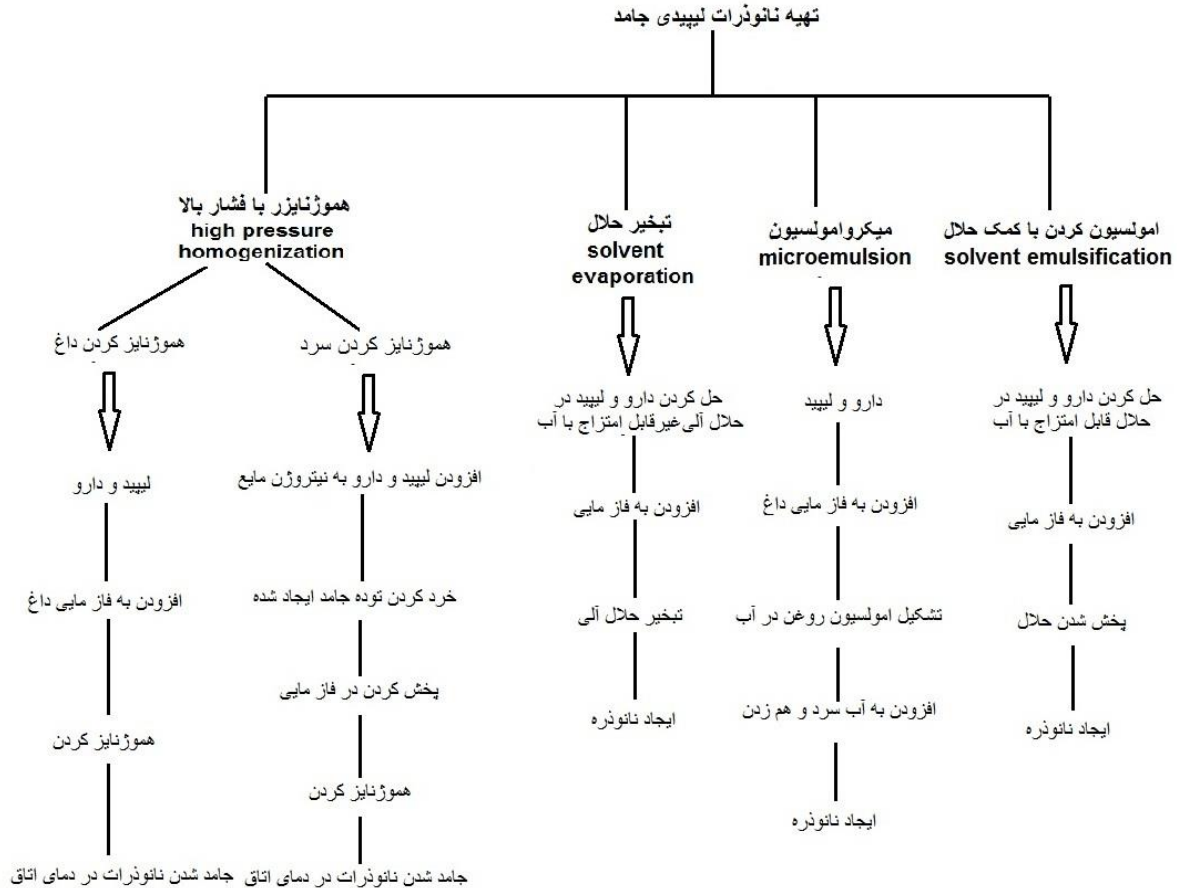 تهیه نانوذرات لیپیدی جامد
امولسیون کردن با کمک حلال
solvent emulsification
حل کردن دارو و لیپید در
حلال قابل امتزاج با آب
افزودن به فاز مایی
پخش شدن حلال
ایجاد نانوذره
میکروامولسیون
microemulsion
دارو و لیپید
افزودن به فاز مایی داغ
تشکیل امولسیون روغن در آب
افزودن به آب سرد و هم زدن
ایجاد نانوذره
تبخیر حلال
solvent
evaporation
حل کردن دارو و لیپید در
حلال آلی غیرقابل امتزاج با آب
افزودن به فاز مایی
تبخیر حلال آلی
ایجاد نانوذره
هموژنایزر با فشار بالا
high pressure
homogenization
هموژنایز کردن سرد
افزودن لیپید و دارو به نیتروژن مایع
خرد کردن توده جامد ایجاد شده
پخش کردن در فاز مایی
هموژنایز کردن
جامد شدن نانوذرات در دمای اتاق
هموژنایز کردن داغ
لیپید و دارو
افزودن به فاز مایی داغ
هموژنایز کردن
جامد شدن نانوذرات در دمای اتاق